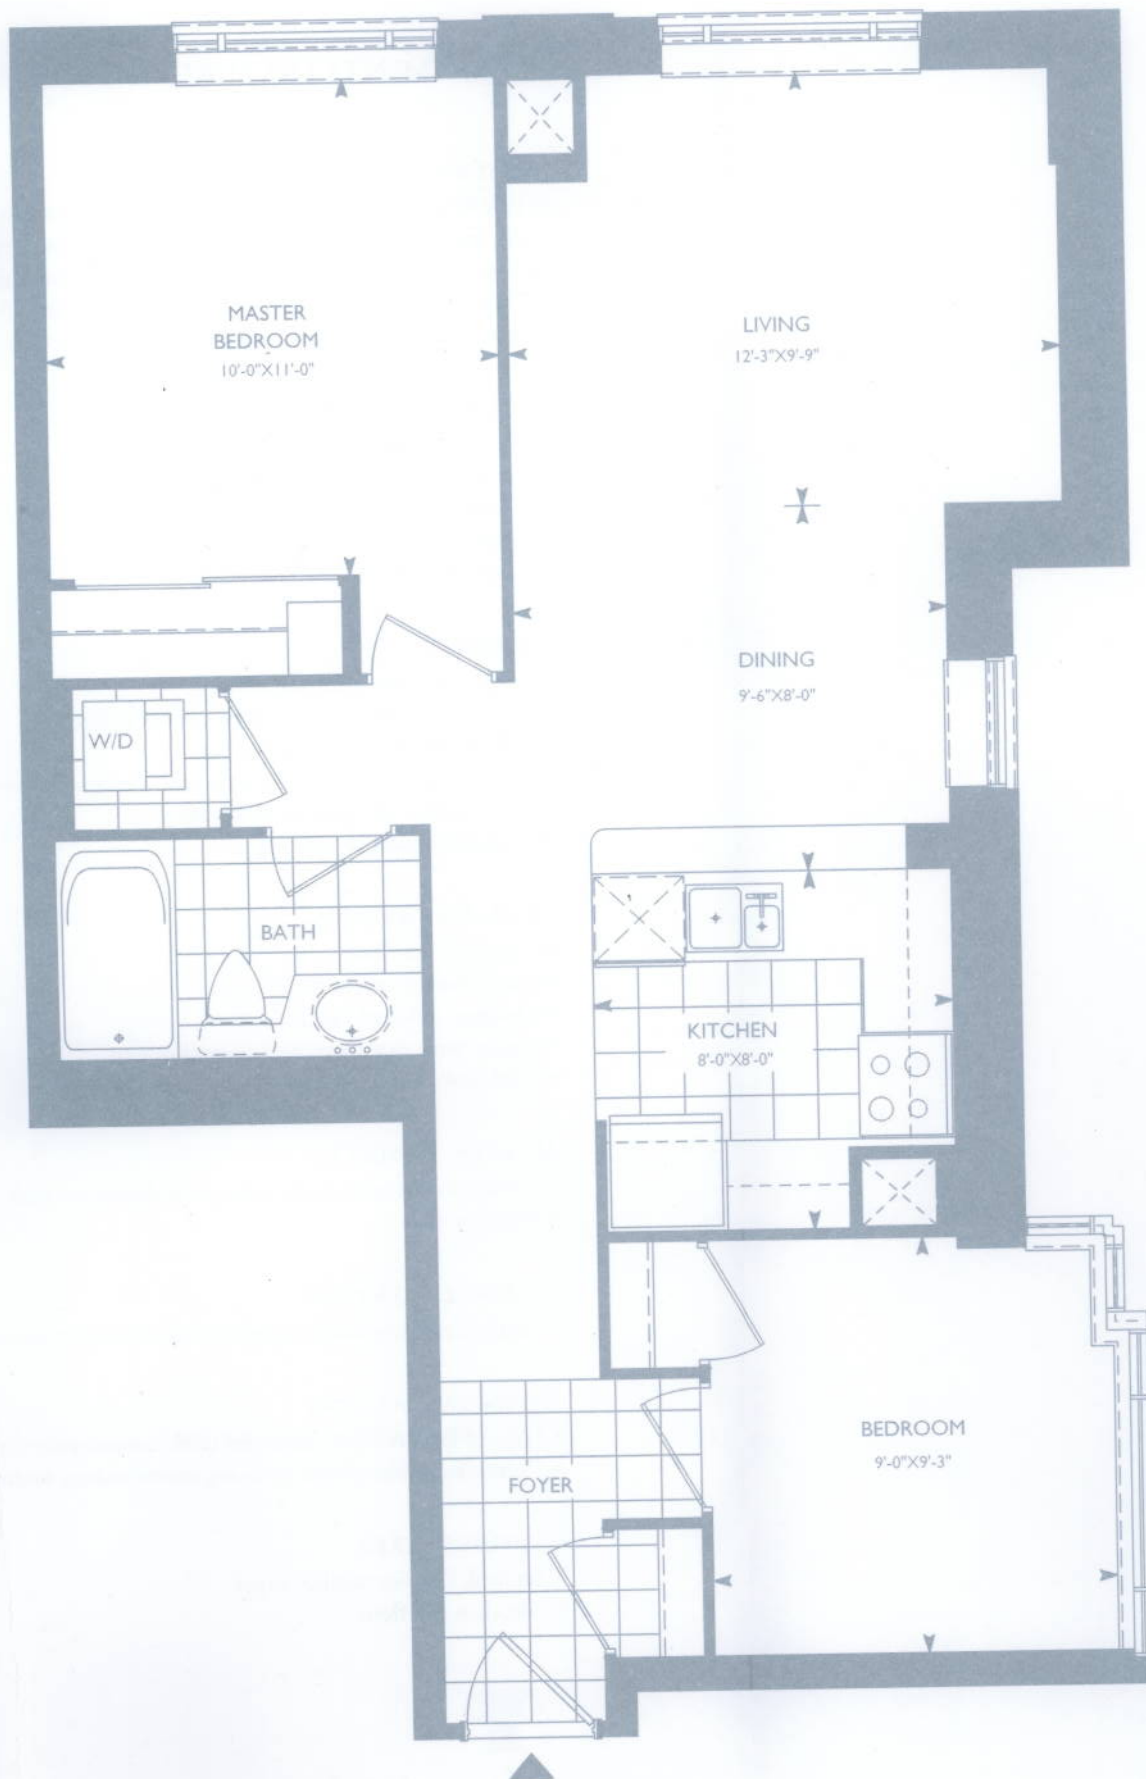 MASTER
BEDROOM
10'-0"X11'-0"
LIVING
12'-3"X9'-9"
DINING
9'-6"X8'-0"
W/D
BATH
KITCHEN
8'-0"X8'-0"
BEDROOM
9'-0"X9'-3"
FOYER